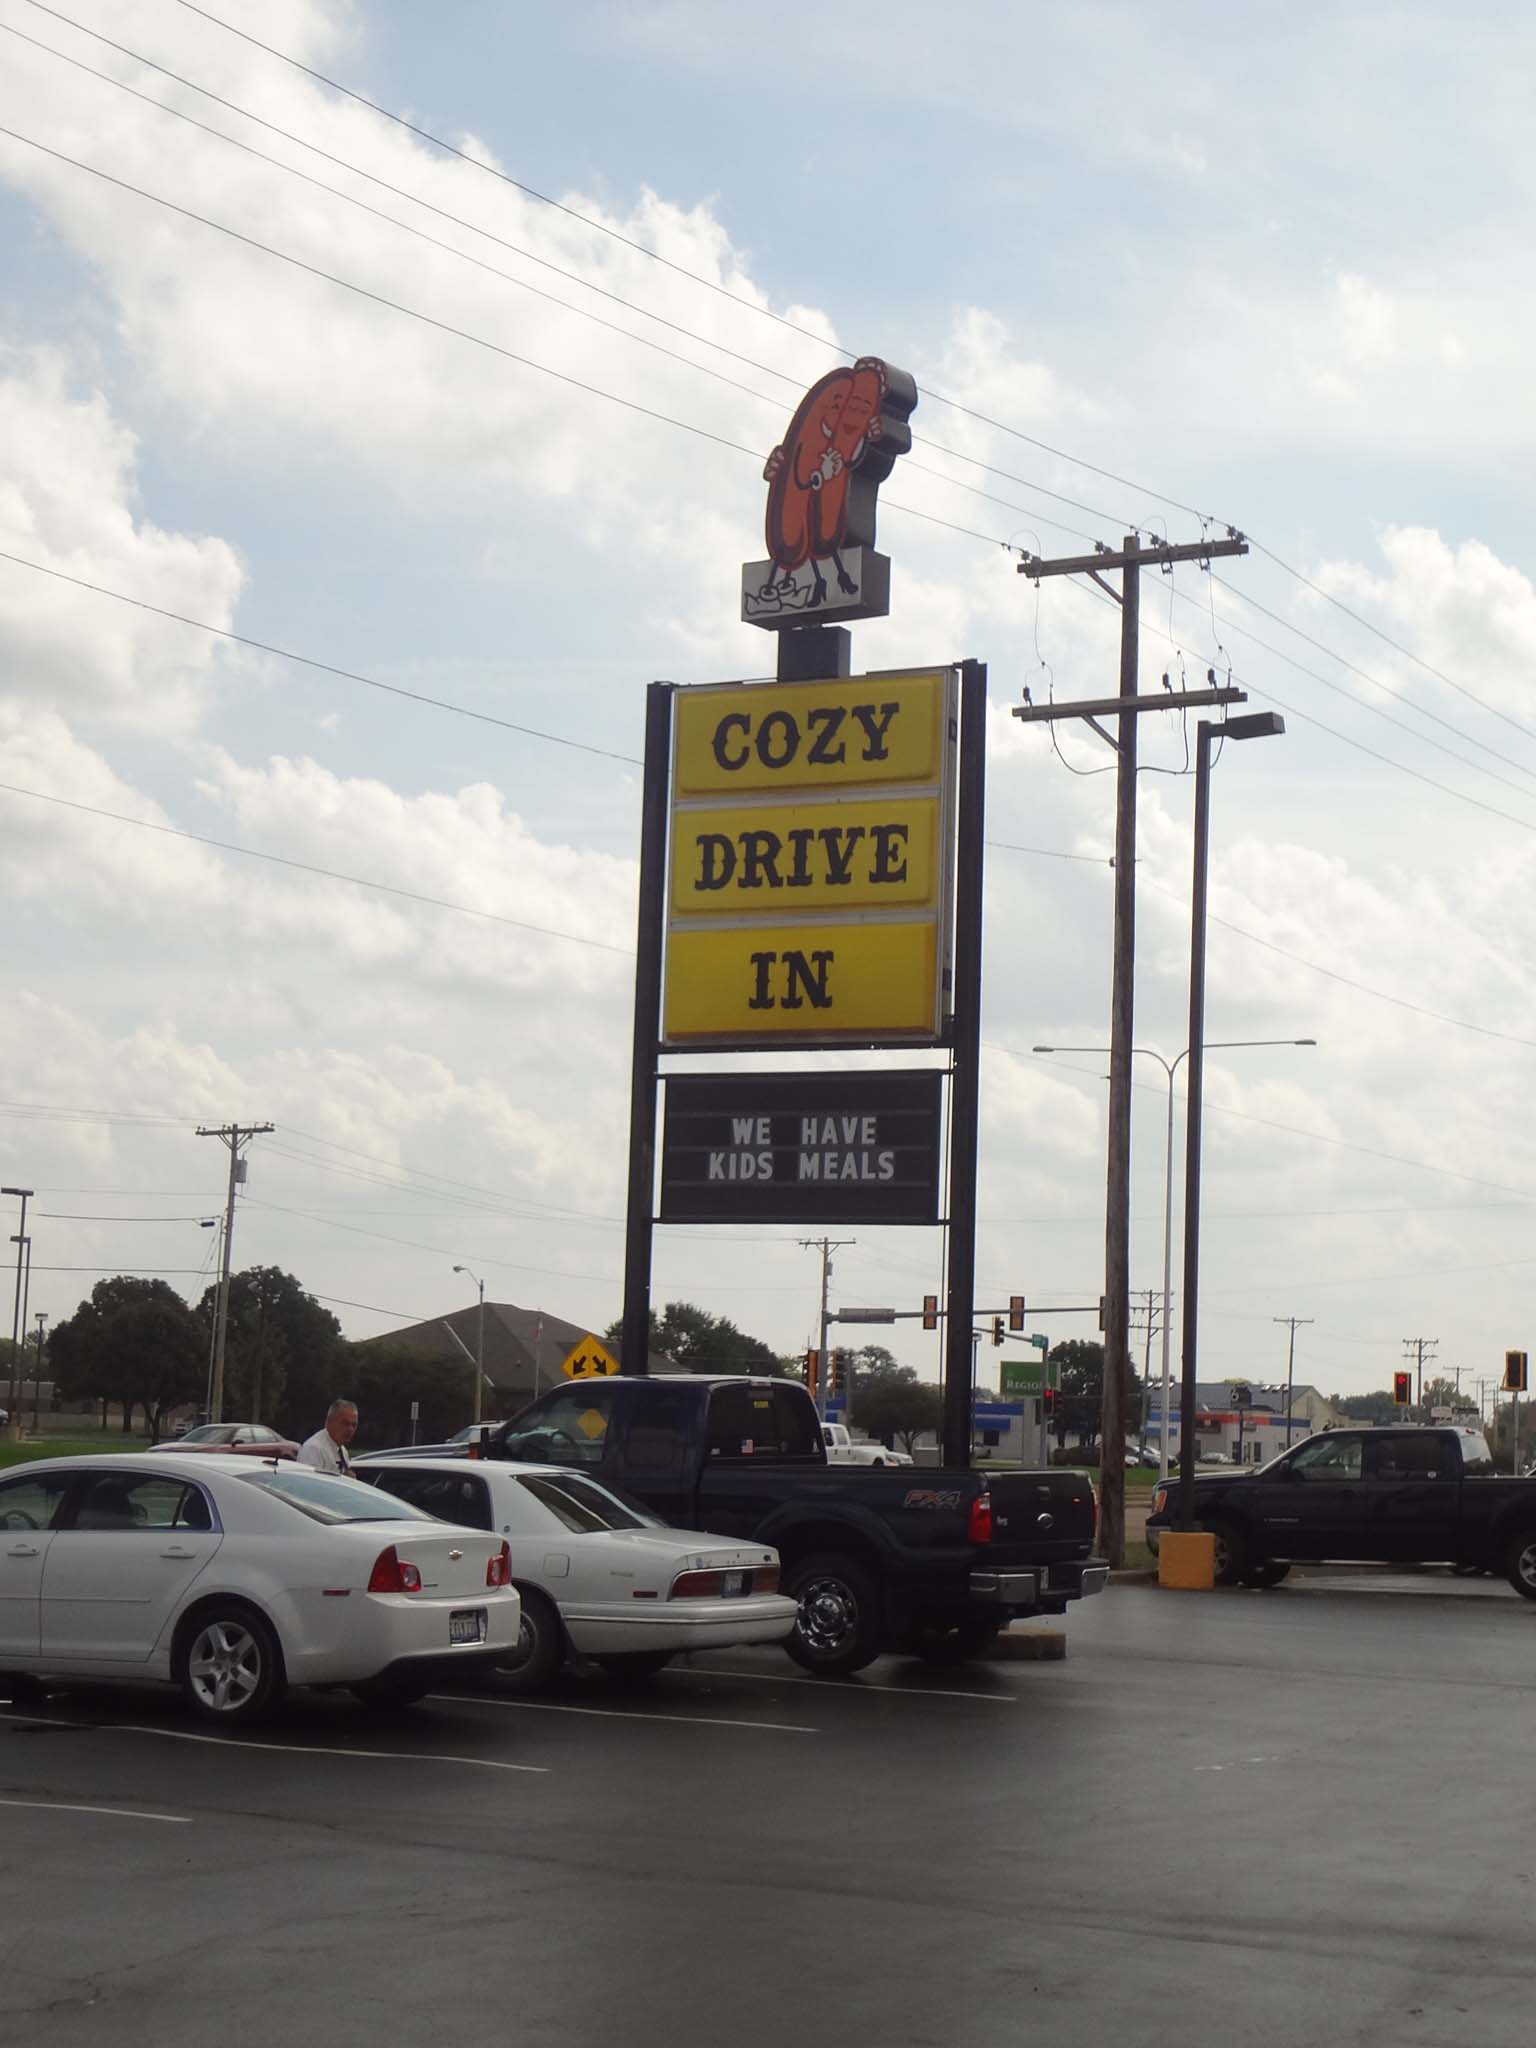 COZY
DRIVE
IN
WE HAVE
KIDS MEALS
FX4